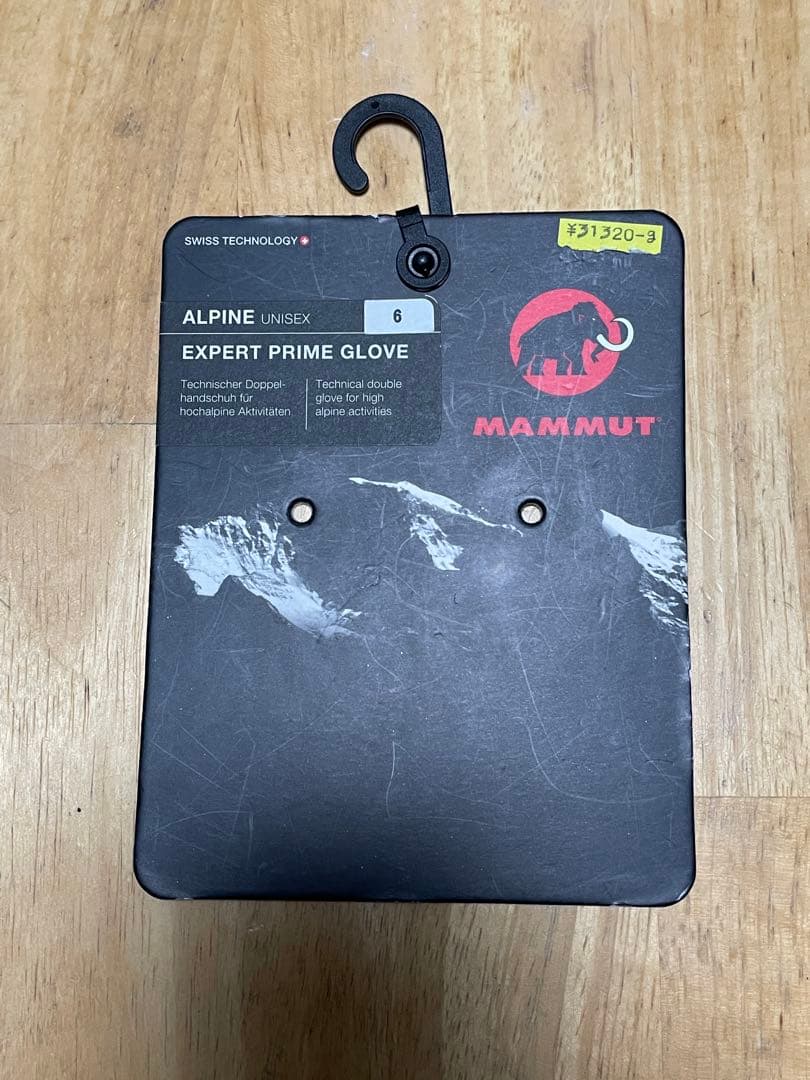 SWISS TECHNOLOGY
¥31320-g
ALPINE UNISEX
6
EXPERT PRIME GLOVE
Technischer Doppel-
handschuh für
hochalpine Aktivitäten
Technical double
glove for high
alpine activities
MAMMUT